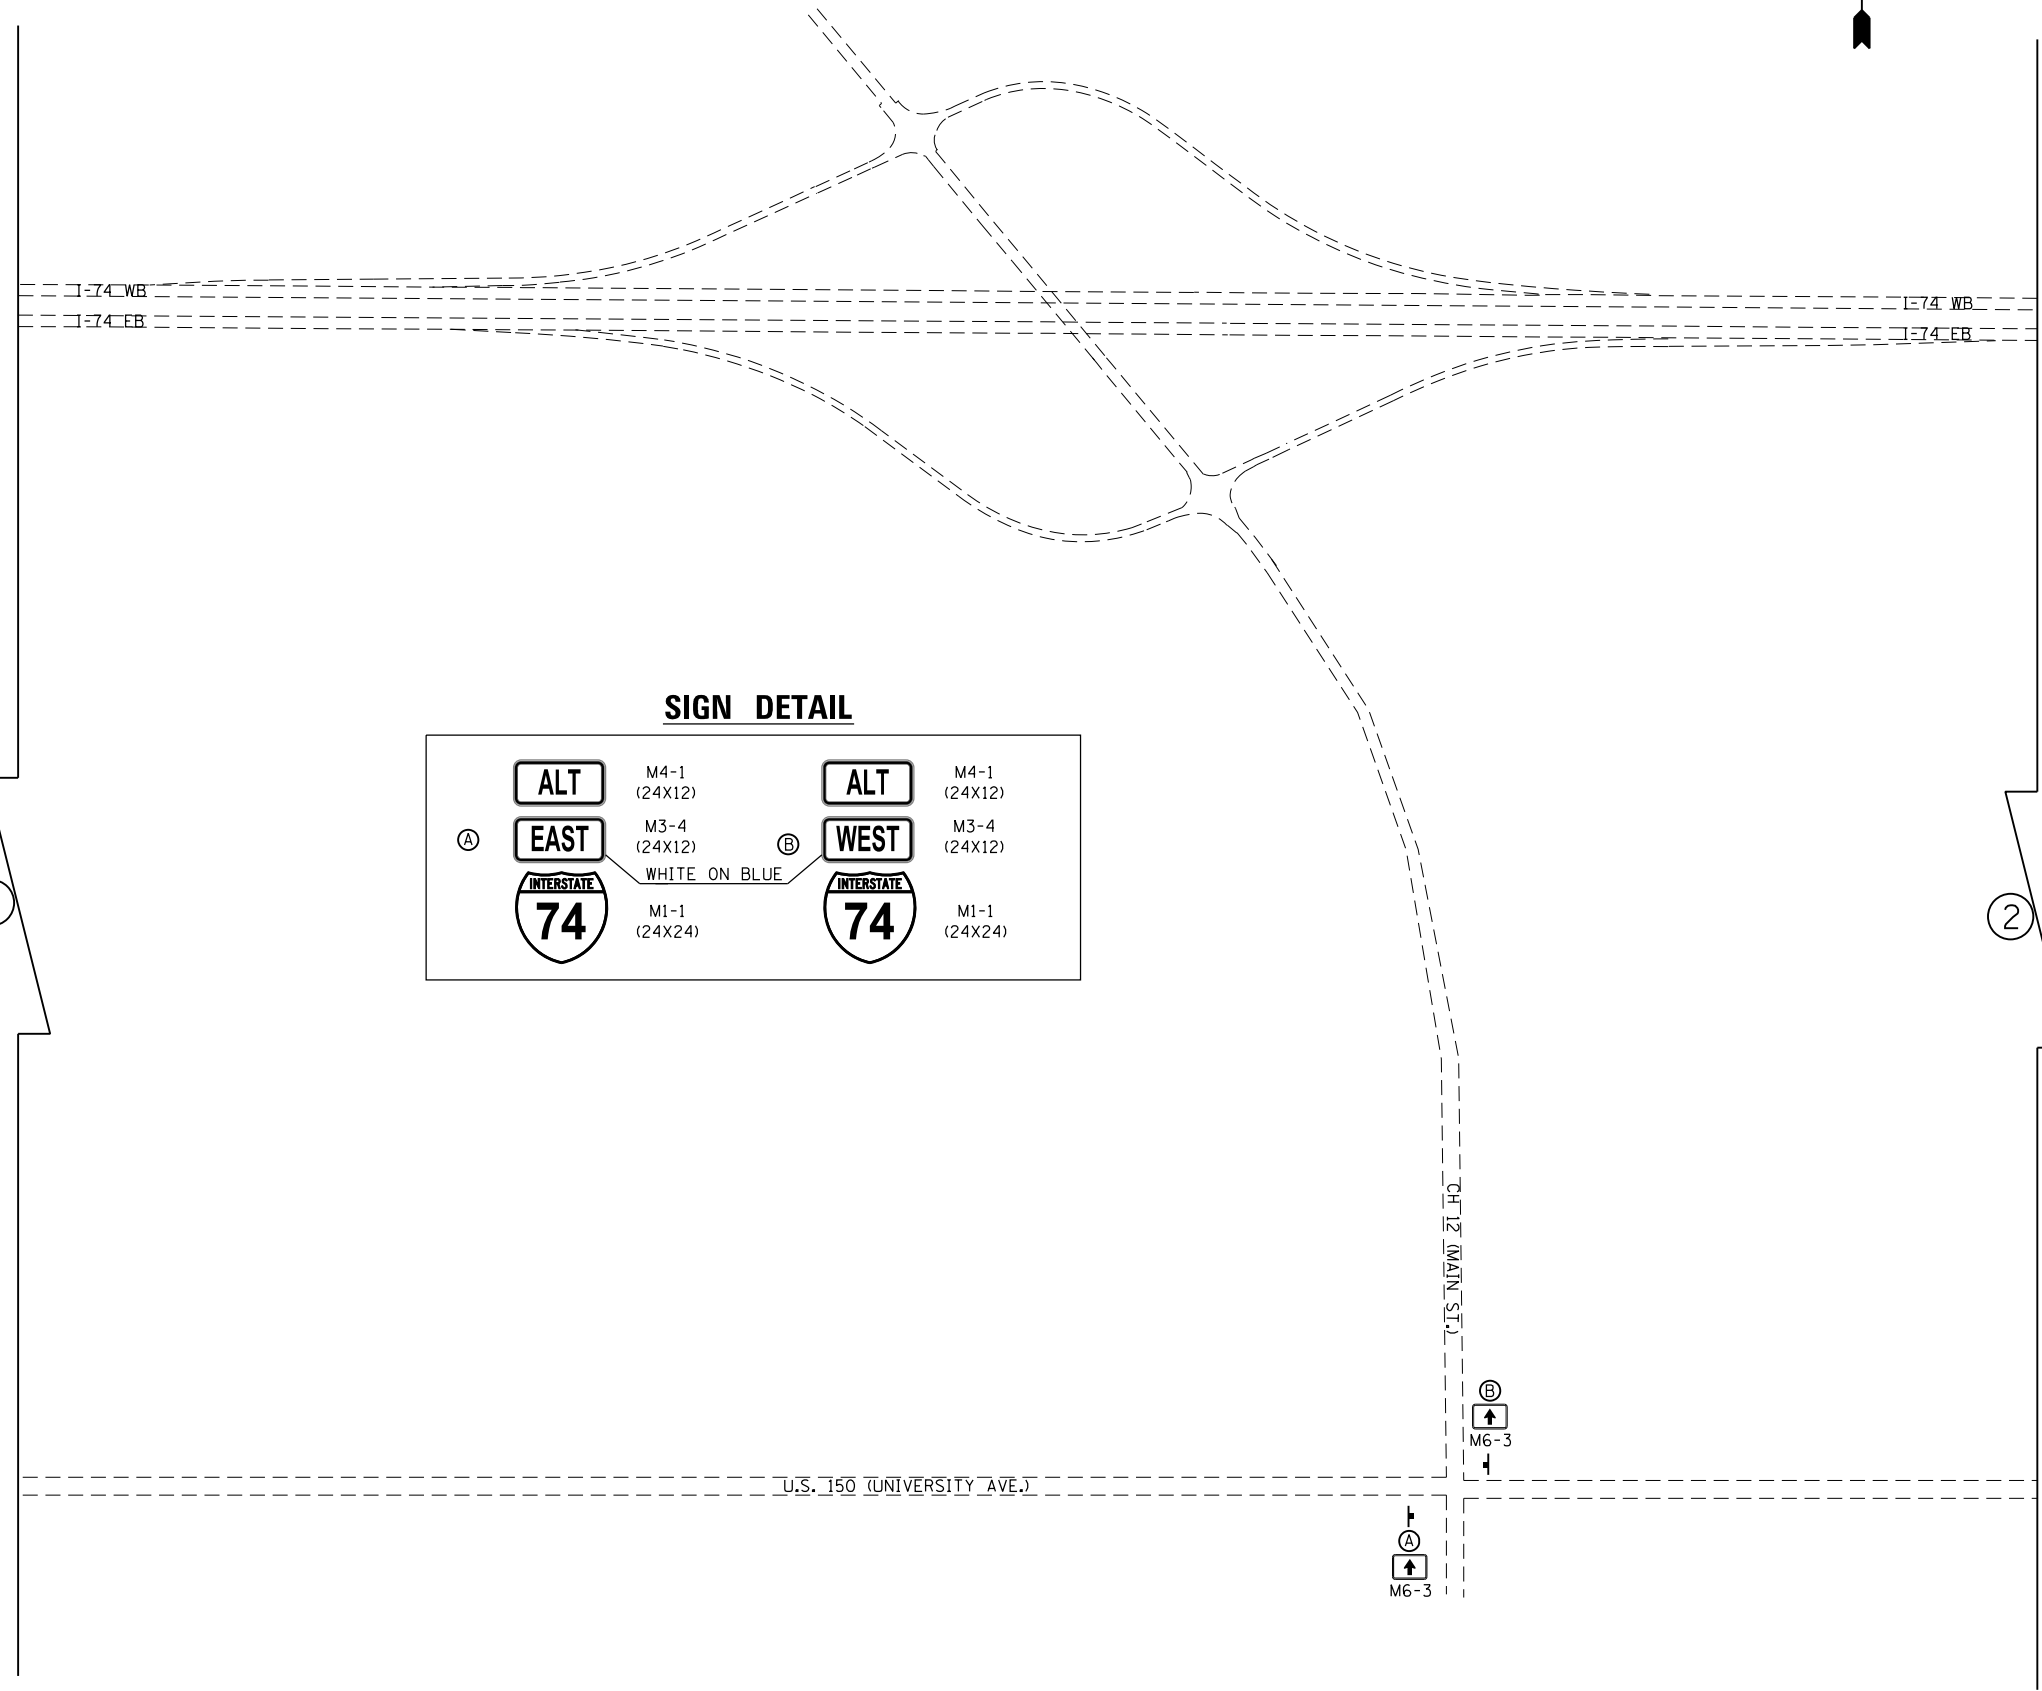 I-74 WB
I-74 EB
I-74 WB
I-74 EB
SIGN DETAIL
A
ALT
M4-1
(24X12)
EAST
M3-4
(24X12)
INTERSTATE
74
M1-1
(24X24)
WHITE ON BLUE
B
ALT
M4-1
(24X12)
WEST
M3-4
(24X12)
INTERSTATE
74
M1-1
(24X24)
2
CH 12 (MAIN ST.)
B
M6-3
U.S. 150 (UNIVERSITY AVE.)
A
M6-3